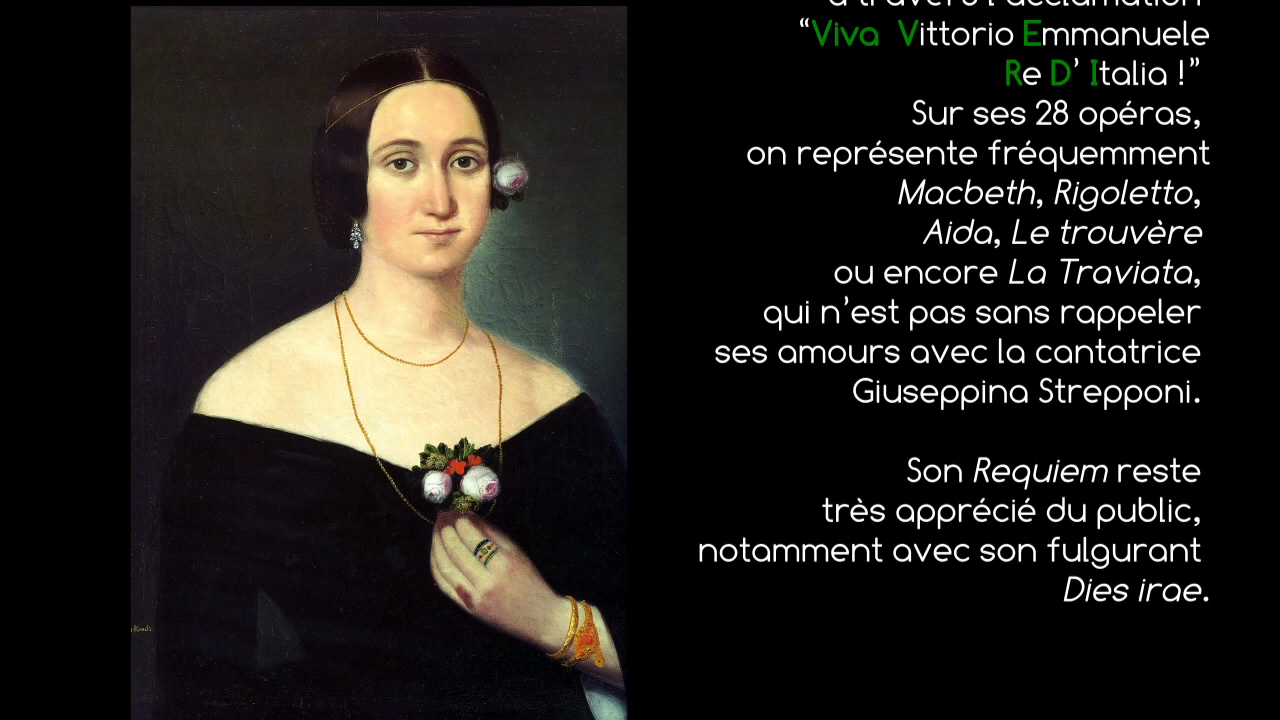 à travers l'acclamation
“Viva Vittorio Emmanuele
Re D’ Italia !”
Sur ses 28 opéras,
on représente fréquemment
Macbeth, Rigoletto,
Aida, Le trouvère
ou encore La Traviata,
qui n’est pas sans rappeler
ses amours avec la cantatrice
Giuseppina Strepponi.
Son Requiem reste
très apprécié du public,
notamment avec son fulgurant
Dies irae.